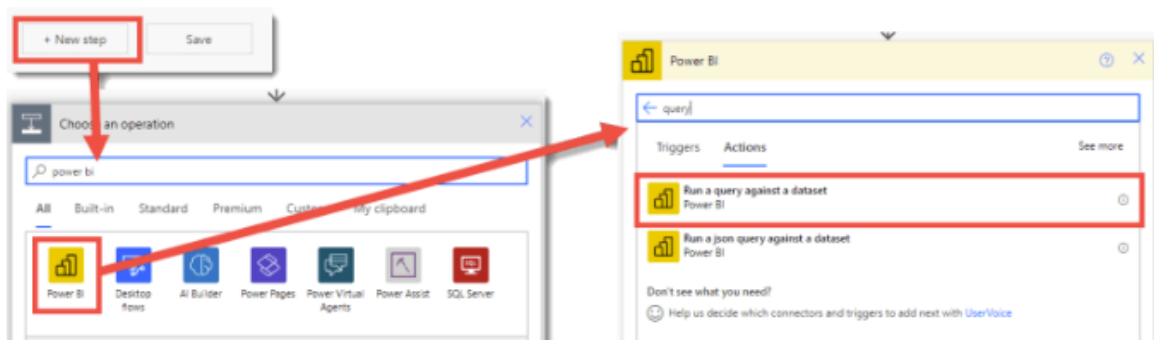 + New step
Save
Choose an operation
power bi
All Built-in Standard Premium My clipboard
Power BI
Desktop flows
AI Builder
Power Pages
Power Virtual Agents
Power Assist
SQL Server
Power BI
query
Triggers Actions See more
Run a query against a dataset
Power BI
Run a json query against a dataset
Power BI
Don't see what you need?
Help us decide which connectors and triggers to add next with UserVoice